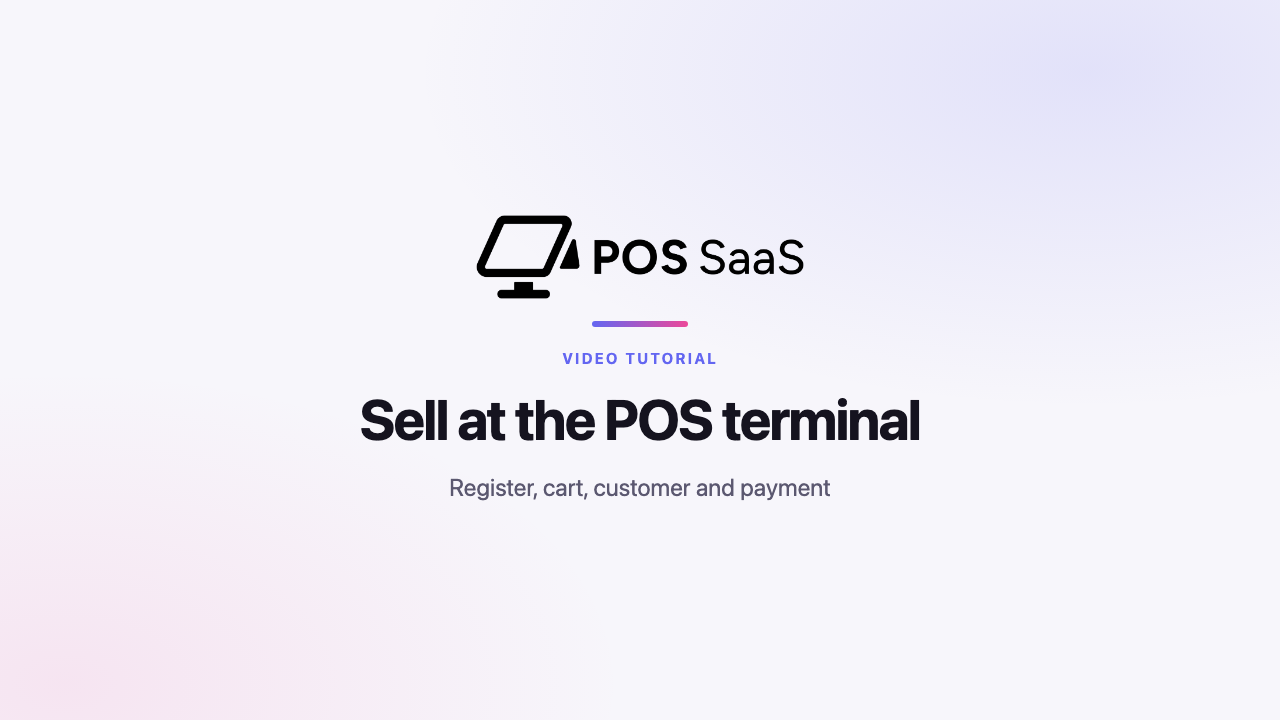 POS SaaS
VIDEO TUTORIAL
Sell at the POS terminal
Register, cart, customer and payment